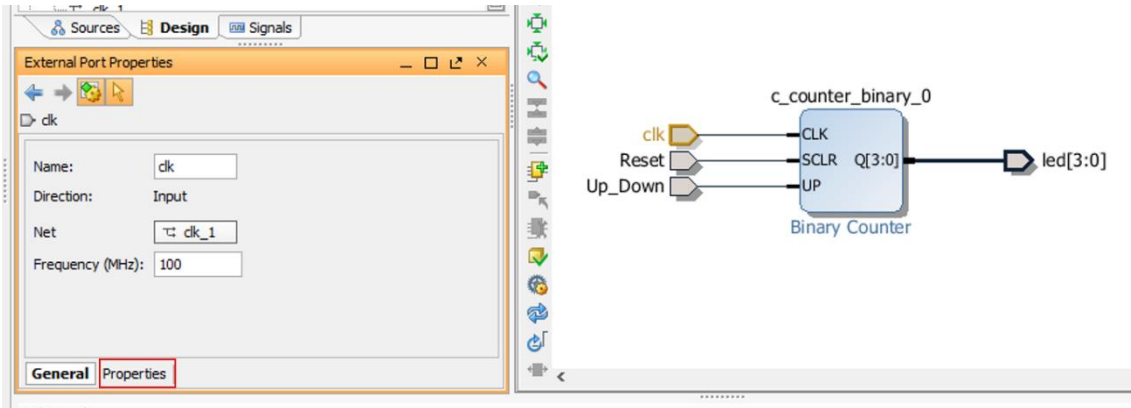 clk_1
Sources Design Signals
External Port Properties
clk
Name: clk
Direction: Input
Net clk_1
Frequency (MHz): 100
General Properties
c_counter_binary_0
clk CLK
Reset SCLR Q[3:0] led[3:0]
Up_Down UP
Binary Counter